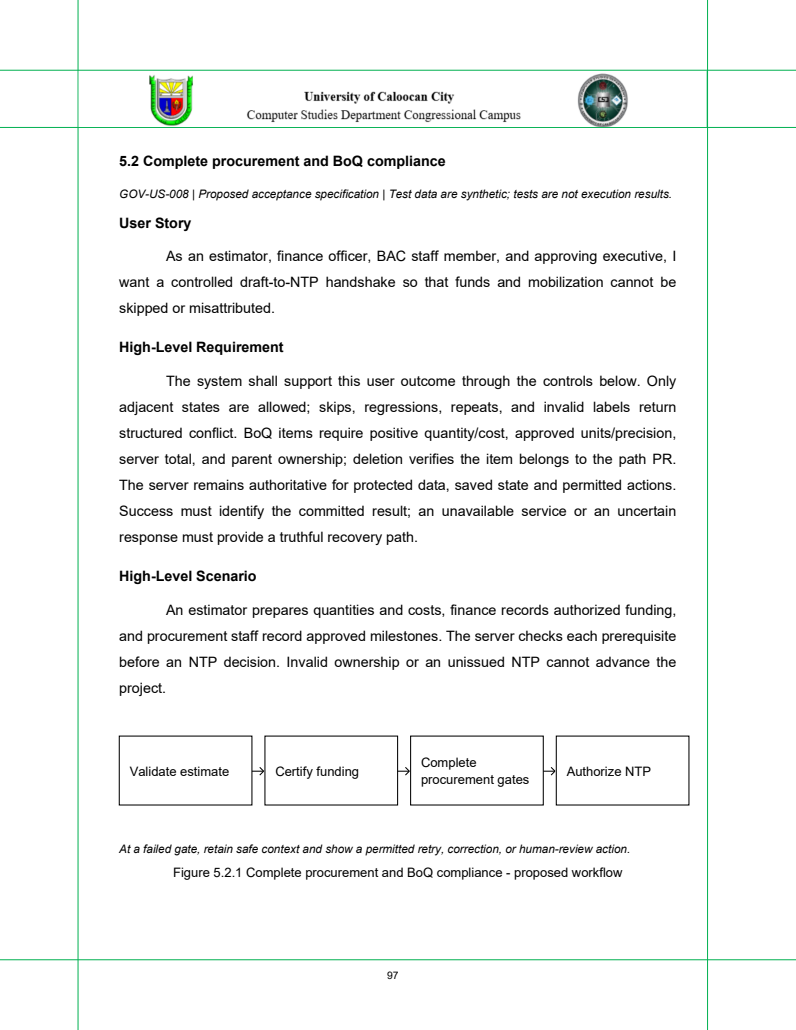 University of Caloocan City
Computer Studies Department Congressional Campus
5.2 Complete procurement and BoQ compliance
GOV-US-008 | Proposed acceptance specification | Test data are synthetic; tests are not execution results.
User Story
As an estimator, finance officer, BAC staff member, and approving executive, I
want a controlled draft-to-NTP handshake so that funds and mobilization cannot be
skipped or misattributed.
High-Level Requirement
The system shall support this user outcome through the controls below. Only
adjacent states are allowed; skips, regressions, repeats, and invalid labels return
structured conflict. BoQ items require positive quantity/cost, approved units/precision,
server total, and parent ownership; deletion verifies the item belongs to the path PR.
The server remains authoritative for protected data, saved state and permitted actions.
Success must identify the committed result; an unavailable service or an uncertain
response must provide a truthful recovery path.
High-Level Scenario
An estimator prepares quantities and costs, finance records authorized funding,
and procurement staff record approved milestones. The server checks each prerequisite
before an NTP decision. Invalid ownership or an unissued NTP cannot advance the
project.
Validate estimate
Certify funding
Complete
procurement gates
Authorize NTP
At a failed gate, retain safe context and show a permitted retry, correction, or human-review action.
Figure 5.2.1 Complete procurement and BoQ compliance - proposed workflow
97